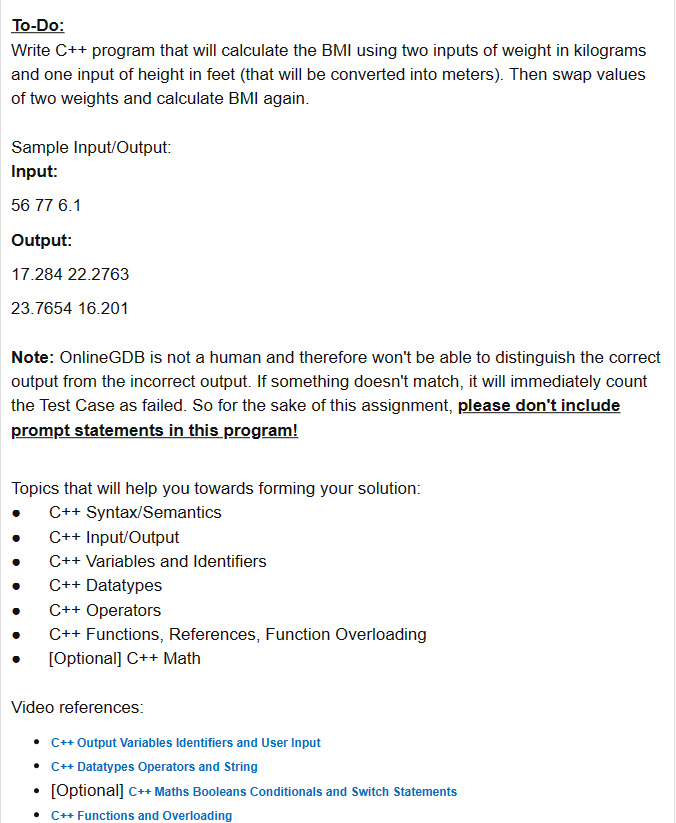 To-Do:
Write C++ program that will calculate the BMI using two inputs of weight in kilograms
and one input of height in feet (that will be converted into meters). Then swap values
of two weights and calculate BMI again.
Sample Input/Output:
Input:
56 77 6.1
Output:
17.284 22.2763
23.7654 16.201
Note: OnlineGDB is not a human and therefore won't be able to distinguish the correct
output from the incorrect output. If something doesn't match, it will immediately count
the Test Case as failed. So for the sake of this assignment, please don't include
prompt statements in this program!
Topics that will help you towards forming your solution:
● C++ Syntax/Semantics
● C++ Input/Output
● C++ Variables and Identifiers
● C++ Datatypes
● C++ Operators
● C++ Functions, References, Function Overloading
● [Optional] C++ Math
Video references:
• C++ Output Variables Identifiers and User Input
• C++ Datatypes Operators and String
• [Optional] C++ Maths Booleans Conditionals and Switch Statements
• C++ Functions and Overloading